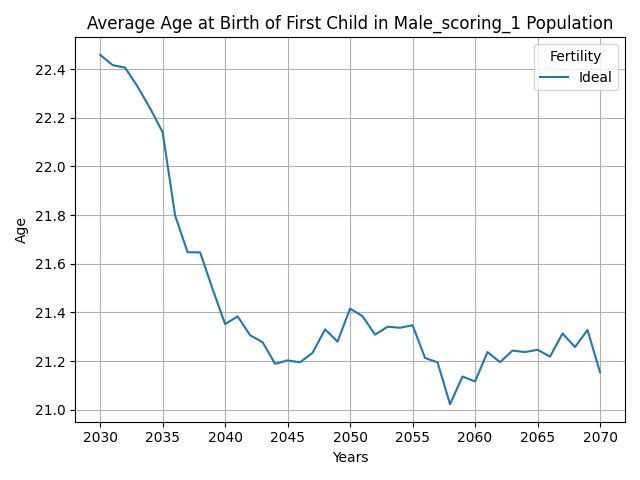 Average Age at Birth of First Child in Male_scoring_1 Population
Fertility
Ideal
Age
22.4
22.2
22.0
21.8
21.6
21.4
21.2
21.0
2030 2035 2040 2045 2050 2055 2060 2065 2070
Years